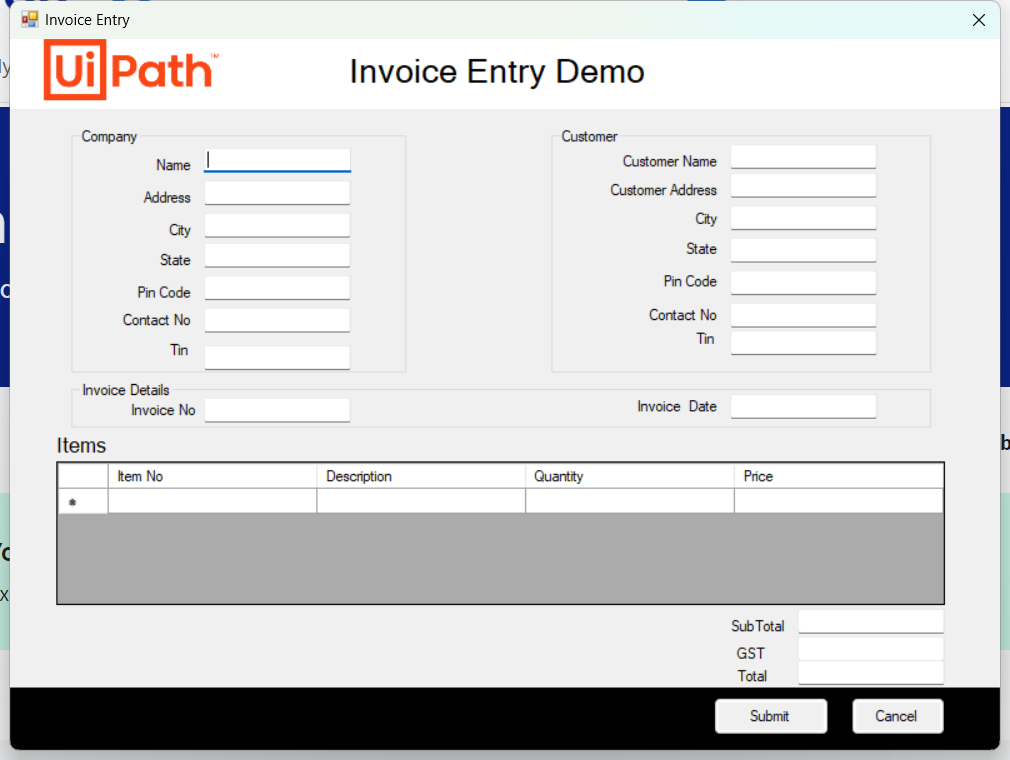 Invoice Entry
UiPath™
Invoice Entry Demo
Company
Name
Address
City
State
Pin Code
Contact No
Tin
Customer
Customer Name
Customer Address
City
State
Pin Code
Contact No
Tin
Invoice Details
Invoice No
Invoice Date
Items
Item No Description Quantity Price
*
SubTotal
GST
Total
Submit Cancel